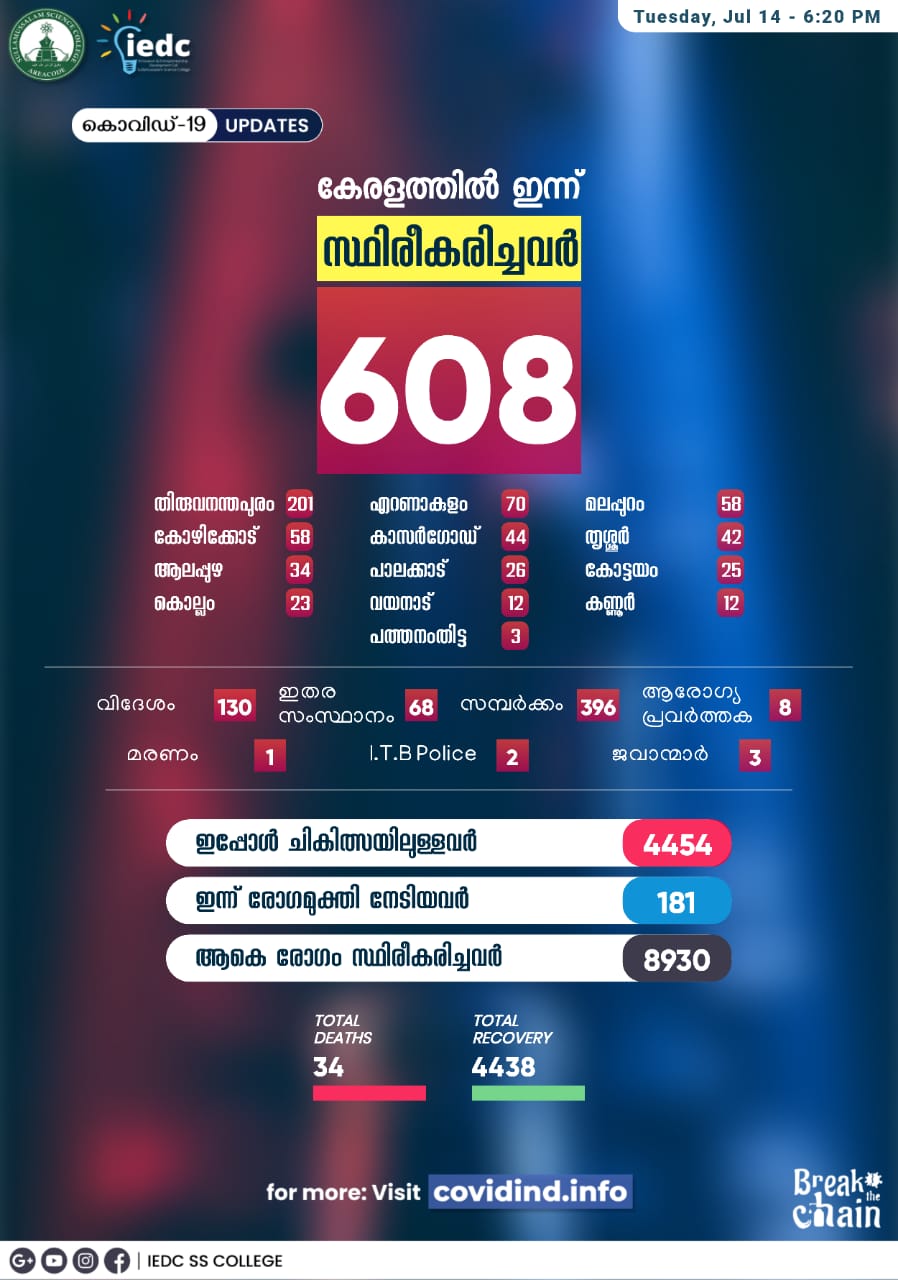 Tuesday, Jul 14 - 6:20 PM
SULLAMUSSALAM SCIENCE COLLEGE
AREACODE
iedc
കൊവിഡ്-19 UPDATES
കേരളത്തിൽ ഇന്ന്
സ്ഥിരീകരിച്ചവർ
608
തിരുവനന്തപുരം 201 എറണാകുളം 70 മലപ്പുറം 58
കോഴിക്കോട് 58 കാസർഗോഡ് 44 തൃശ്ശൂർ 42
ആലപ്പുഴ 34 പാലക്കാട് 26 കോട്ടയം 25
കൊല്ലം 23 വയനാട് 12 കണ്ണൂർ 12
പത്തനംതിട്ട 3
വിദേശം 130 ഇതര സംസ്ഥാനം 68 സമ്പർക്കം 396 ആരോഗ്യ പ്രവർത്തക 8
മരണം 1 I.T.B Police 2 ജവാന്മാർ 3
ഇപ്പോൾ ചികിത്സയിലുള്ളവർ 4454
ഇന്ന് രോഗമുക്തി നേടിയവർ 181
ആകെ രോഗം സ്ഥിരീകരിച്ചവർ 8930
TOTAL DEATHS
34
TOTAL RECOVERY
4438
for more: Visit covidind.info
Break the chain
IEDC SS COLLEGE